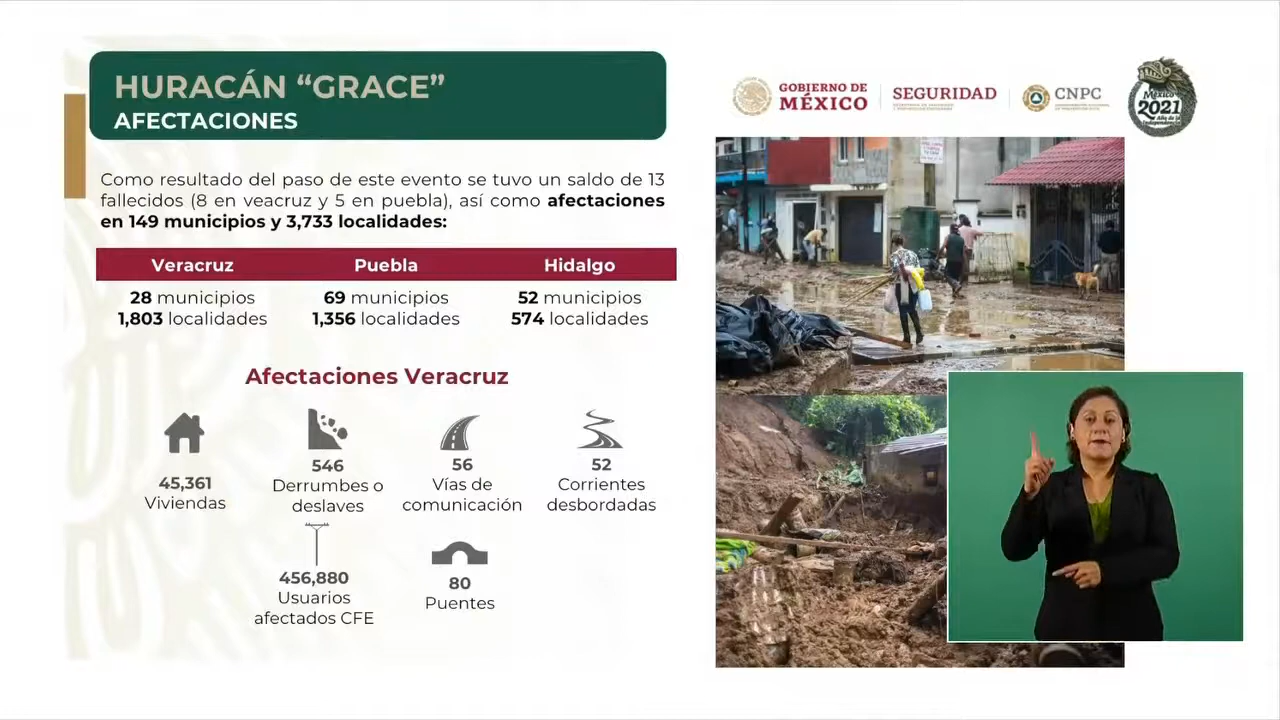 HURACÁN “GRACE”
AFECTACIONES
GOBIERNO DE
MÉXICO
SEGURIDAD
CNPC
México
2021
Año de la
Independencia
Como resultado del paso de este evento se tuvo un saldo de 13
fallecidos (8 en veacruz y 5 en puebla), así como afectaciones
en 149 municipios y 3,733 localidades:
Veracruz Puebla Hidalgo
28 municipios 69 municipios 52 municipios
1,803 localidades 1,356 localidades 574 localidades
Afectaciones Veracruz
45,361
Viviendas
546
Derrumbes o
deslaves
56
Vías de
comunicación
52
Corrientes
desbordadas
456,880
Usuarios
afectados CFE
80
Puentes